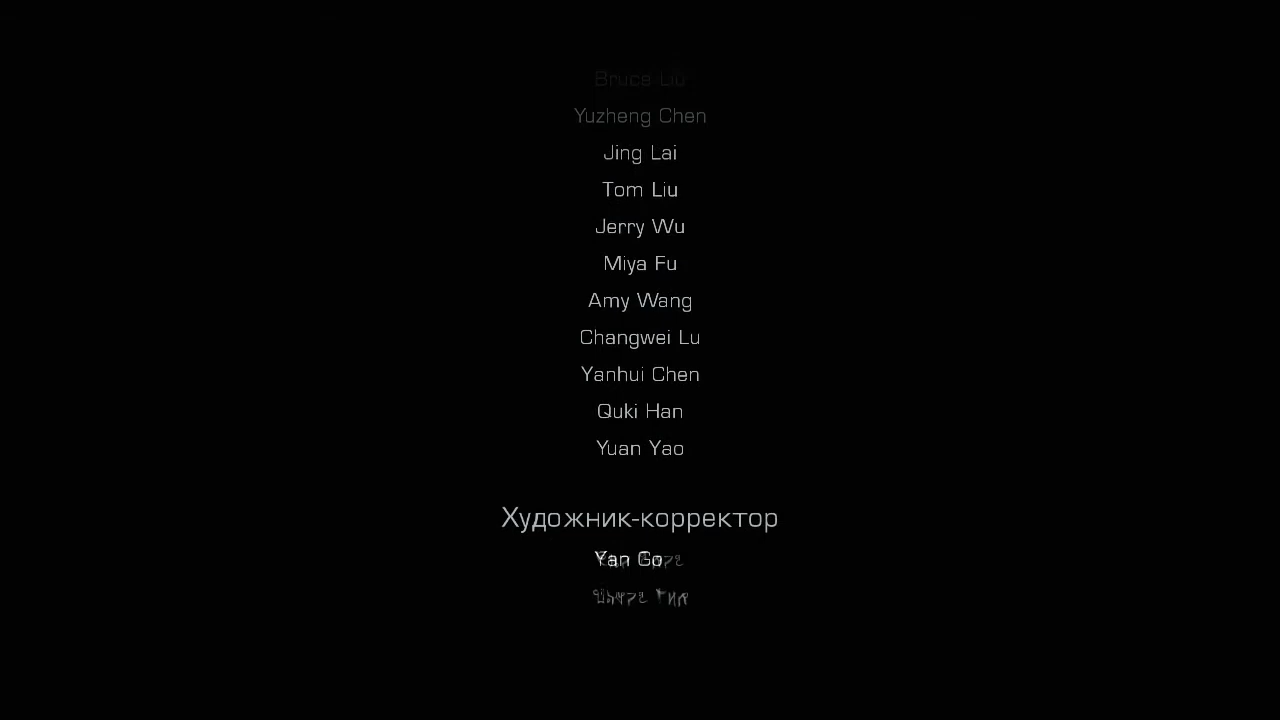 Bruce Liu
Yuzheng Chen
Jing Lai
Tom Liu
Jerry Wu
Miya Fu
Amy Wang
Changwei Lu
Yanhui Chen
Quki Han
Yuan Yao
Художник-корректор
Yan